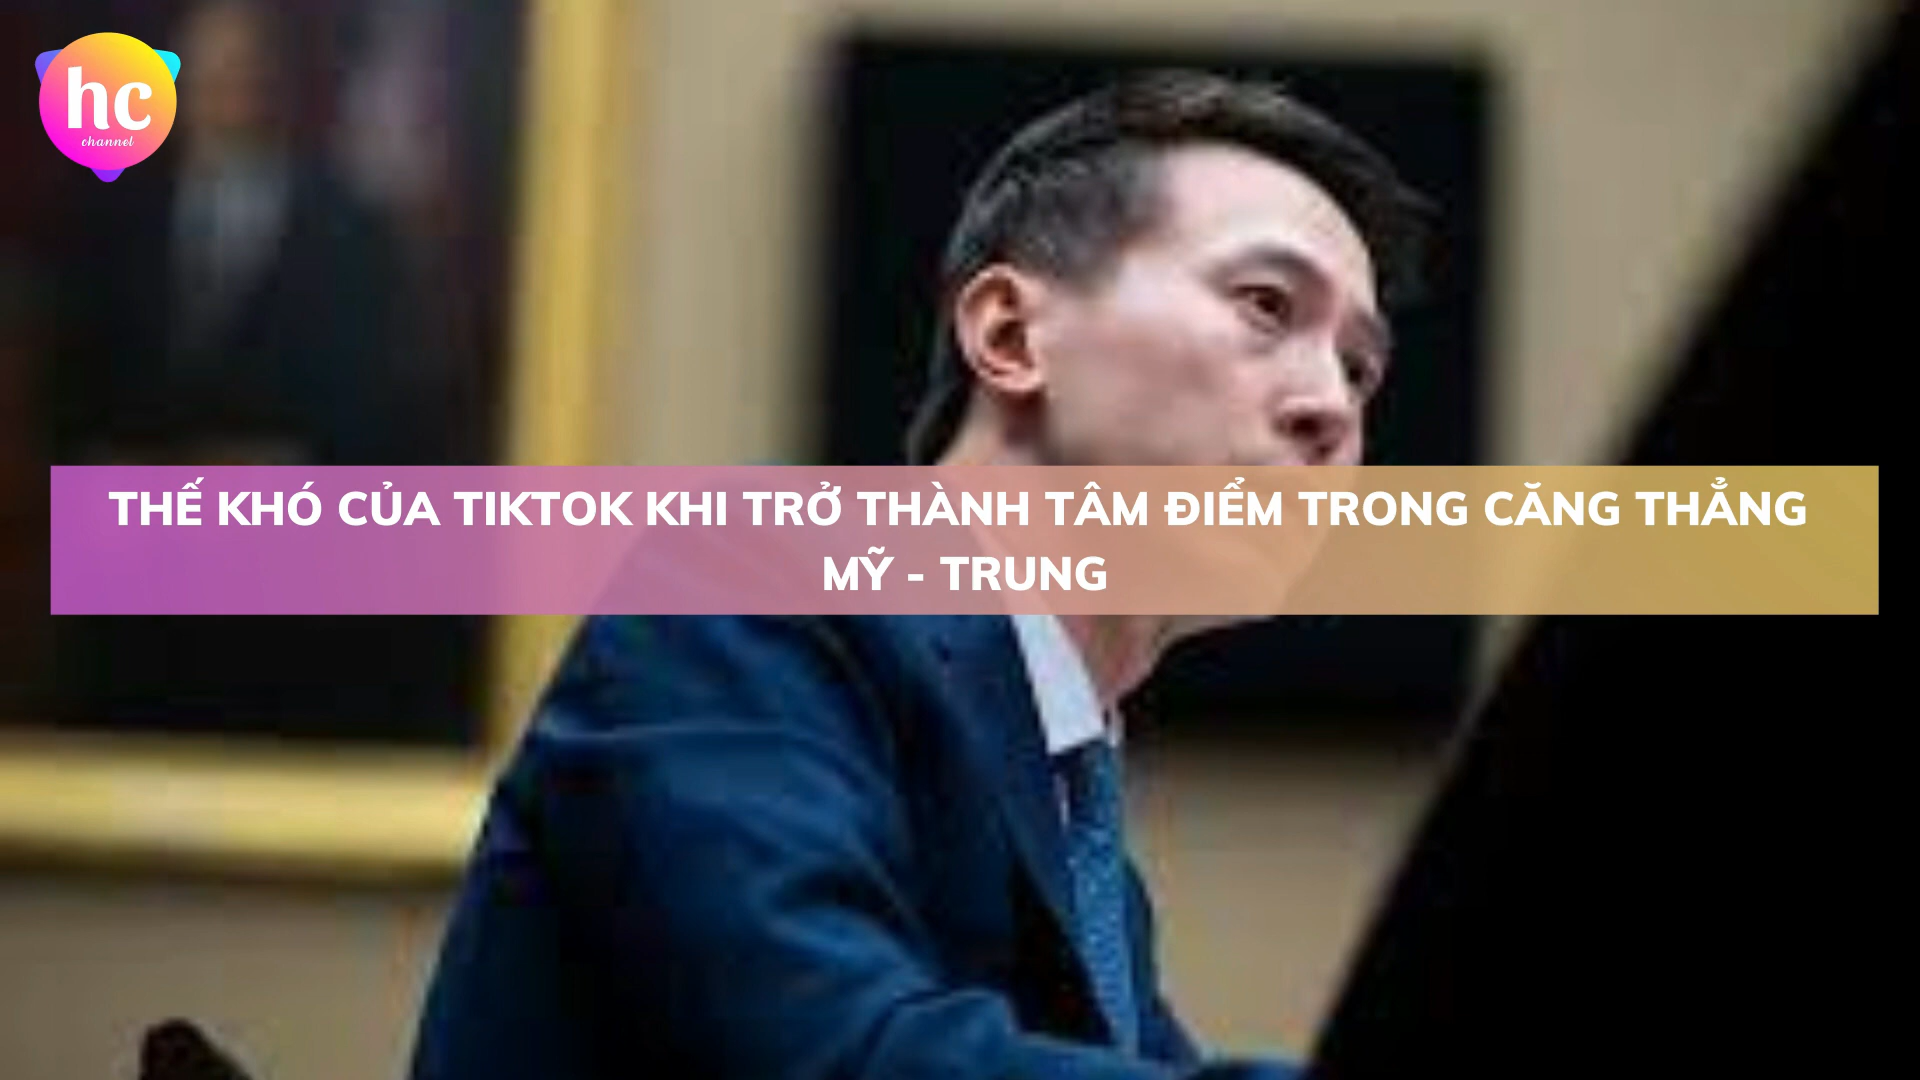 hc
channel
THẾ KHÓ CỦA TIKTOK KHI TRỞ THÀNH TÂM ĐIỂM TRONG CĂNG THẲNG
MỸ - TRUNG